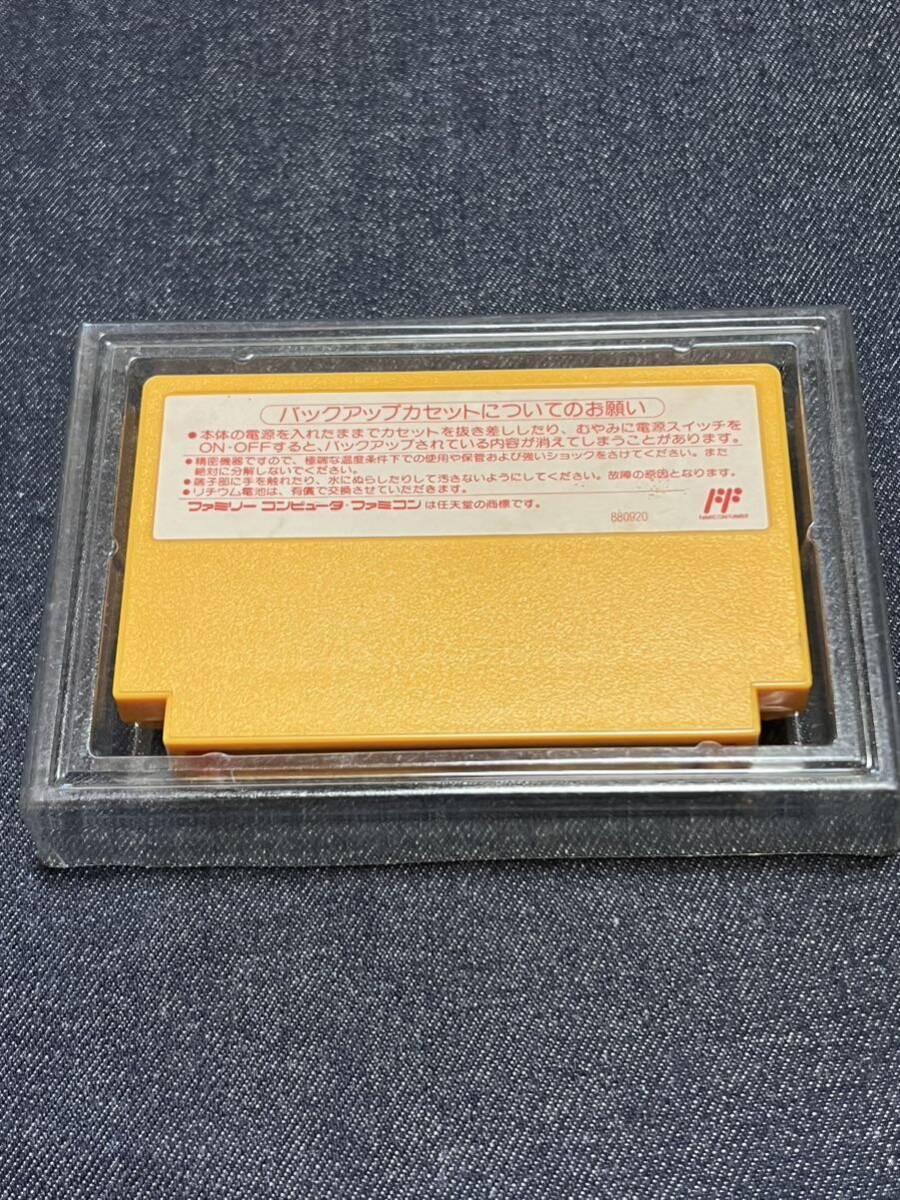 バックアップカセットについてのお願い
●本体の電源を入れたままでカセットを抜き差ししたり、むやみに電源スイッチを
ON・OFFすると、バックアップされている内容が消えてしまうことがあります。
●精密機器ですので、極端な温度条件下での使用や保管および強いショックをさけてください。また
絶対に分解しないでください。
●端子部に手を触れたり、水にぬらしたりして汚さないようにしてください。故障の原因となります。
●リチウム電池は、有償で交換させていただきます。
ファミリーコンピュータ・ファミコンは任天堂の商標です。
880920
FAMICOM FAMILY